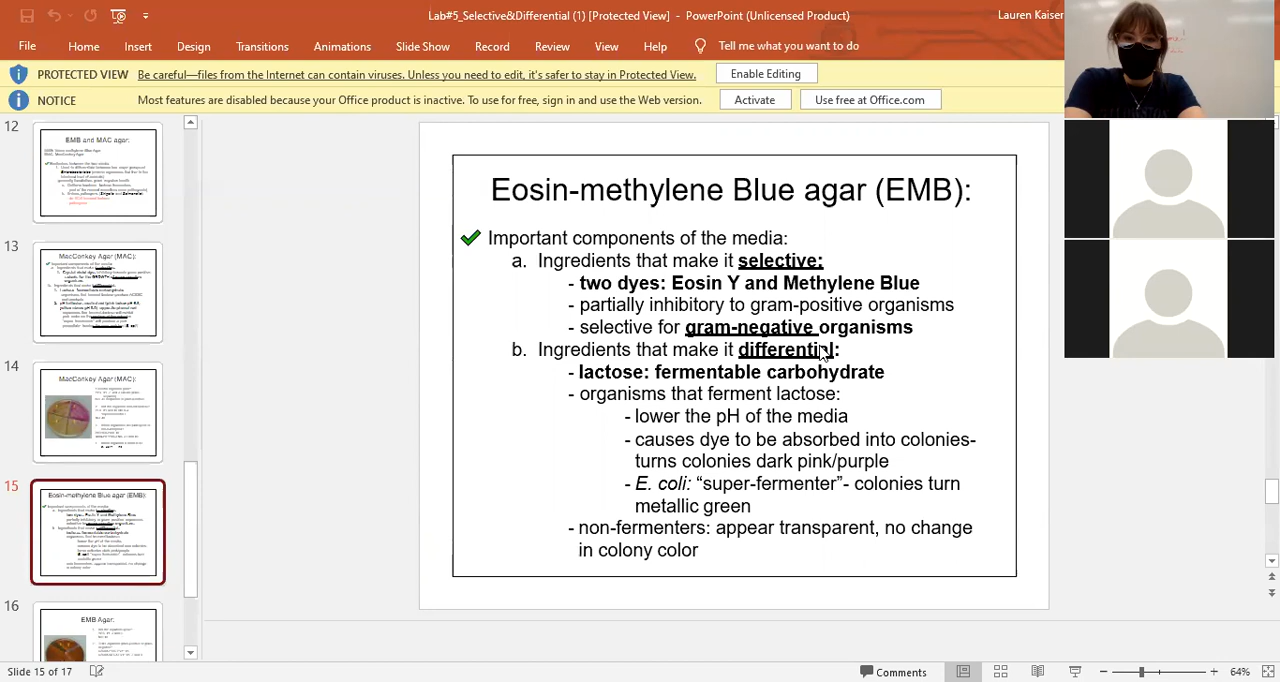 Lab#5_Selective&Differential (1) [Protected View] - PowerPoint (Unlicensed Product)
Lauren Kaiser
File Home Insert Design Transitions Animations Slide Show Record Review View Help Tell me what you want to do
PROTECTED VIEW Be careful—files from the Internet can contain viruses. Unless you need to edit, it's safer to stay in Protected View. Enable Editing
NOTICE Most features are disabled because your Office product is inactive. To use for free, sign in and use the Web version. Activate Use free at Office.com
12
EMB and MAC agar:
13
MacConkey Agar (MAC):
14
MacConkey Agar (MAC):
15
Eosin-methylene Blue agar (EMB):
16
EMB Agar:
Eosin-methylene Blue agar (EMB):
Important components of the media:
a. Ingredients that make it selective:
- two dyes: Eosin Y and Methylene Blue
- partially inhibitory to gram-positive organisms
- selective for gram-negative organisms
b. Ingredients that make it differential:
- lactose: fermentable carbohydrate
- organisms that ferment lactose:
- lower the pH of the media
- causes dye to be absorbed into colonies-
turns colonies dark pink/purple
- E. coli: “super-fermenter”- colonies turn
metallic green
- non-fermenters: appear transparent, no change
in colony color
Slide 15 of 17
Comments
64%